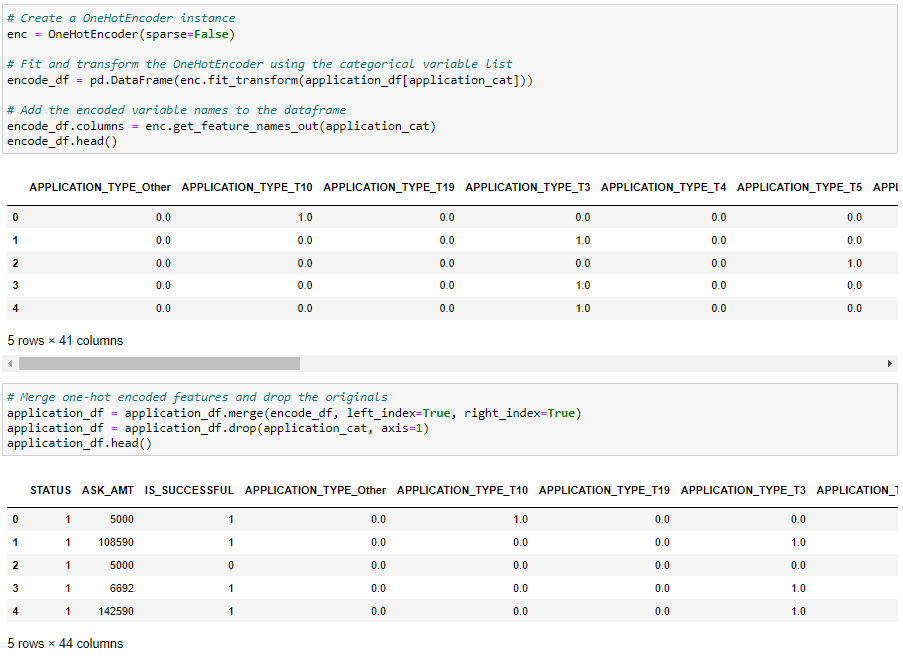 # Create a OneHotEncoder instance
enc = OneHotEncoder(sparse=False)
# Fit and transform the OneHotEncoder using the categorical variable list
encode_df = pd.DataFrame(enc.fit_transform(application_df[application_cat]))
# Add the encoded variable names to the dataframe
encode_df.columns = enc.get_feature_names_out(application_cat)
encode_df.head()
APPLICATION_TYPE_Other APPLICATION_TYPE_T10 APPLICATION_TYPE_T19 APPLICATION_TYPE_T3 APPLICATION_TYPE_T4 APPLICATION_TYPE_T5 APPL
0 0.0 1.0 0.0 0.0 0.0 0.0
1 0.0 0.0 0.0 1.0 0.0 0.0
2 0.0 0.0 0.0 0.0 0.0 1.0
3 0.0 0.0 0.0 1.0 0.0 0.0
4 0.0 0.0 0.0 1.0 0.0 0.0
5 rows × 41 columns
# Merge one-hot encoded features and drop the originals
application_df = application_df.merge(encode_df, left_index=True, right_index=True)
application_df = application_df.drop(application_cat, axis=1)
application_df.head()
STATUS ASK_AMT IS_SUCCESSFUL APPLICATION_TYPE_Other APPLICATION_TYPE_T10 APPLICATION_TYPE_T19 APPLICATION_TYPE_T3 APPLICATION_T
0 1 5000 1 0.0 1.0 0.0 0.0
1 1 108590 1 0.0 0.0 0.0 1.0
2 1 5000 0 0.0 0.0 0.0 0.0
3 1 6692 1 0.0 0.0 0.0 1.0
4 1 142590 1 0.0 0.0 0.0 1.0
5 rows × 44 columns